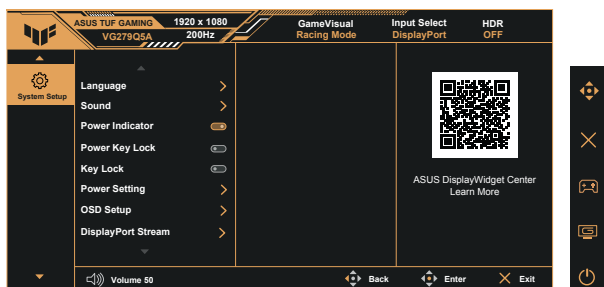 ASUS TUF GAMING 1920 x 1080
VG279Q5A 200Hz
GameVisual
Racing Mode
Input Select
DisplayPort
HDR
OFF
System Setup
Language
Sound
Power Indicator
Power Key Lock
Key Lock
Power Setting
OSD Setup
DisplayPort Stream
ASUS DisplayWidget Center
Learn More
Volume 50
Back
Enter
Exit